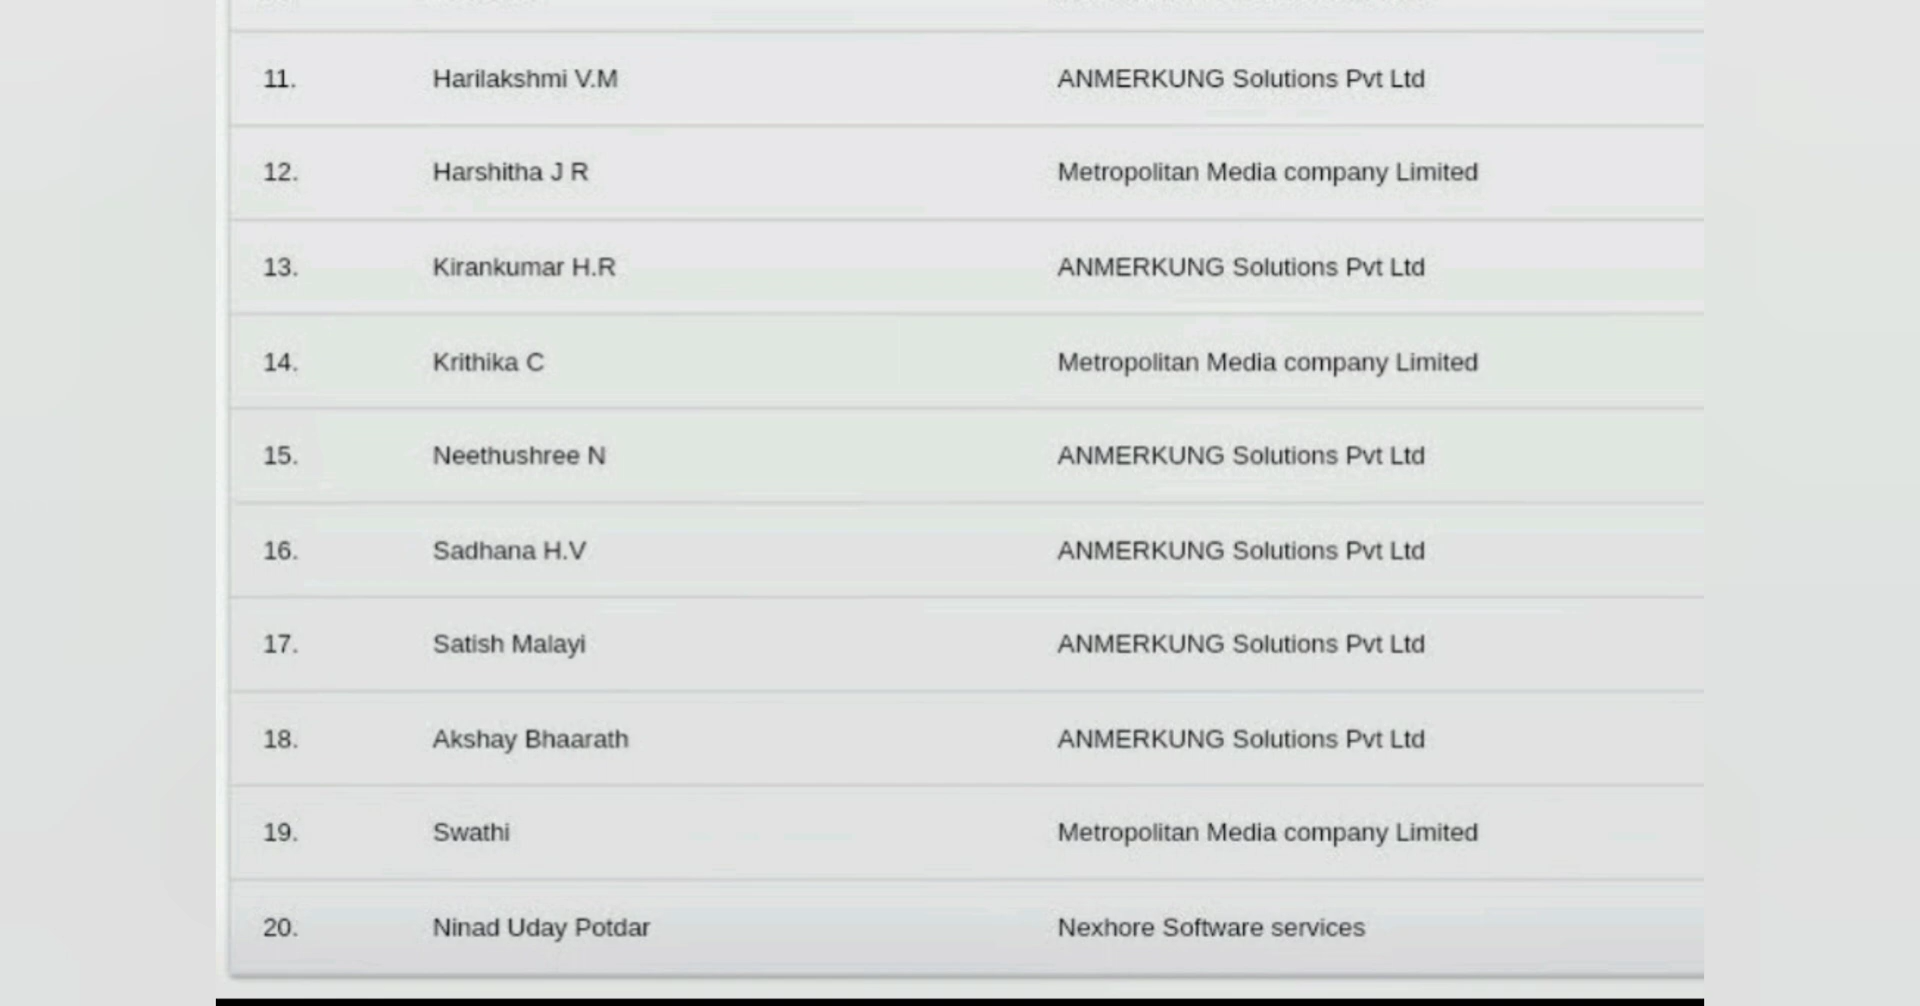 11. Harilakshmi V.M ANMERKUNG Solutions Pvt Ltd
12. Harshitha J R Metropolitan Media company Limited
13. Kirankumar H.R ANMERKUNG Solutions Pvt Ltd
14. Krithika C Metropolitan Media company Limited
15. Neethushree N ANMERKUNG Solutions Pvt Ltd
16. Sadhana H.V ANMERKUNG Solutions Pvt Ltd
17. Satish Malayi ANMERKUNG Solutions Pvt Ltd
18. Akshay Bhaarath ANMERKUNG Solutions Pvt Ltd
19. Swathi Metropolitan Media company Limited
20. Ninad Uday Potdar Nexhore Software services